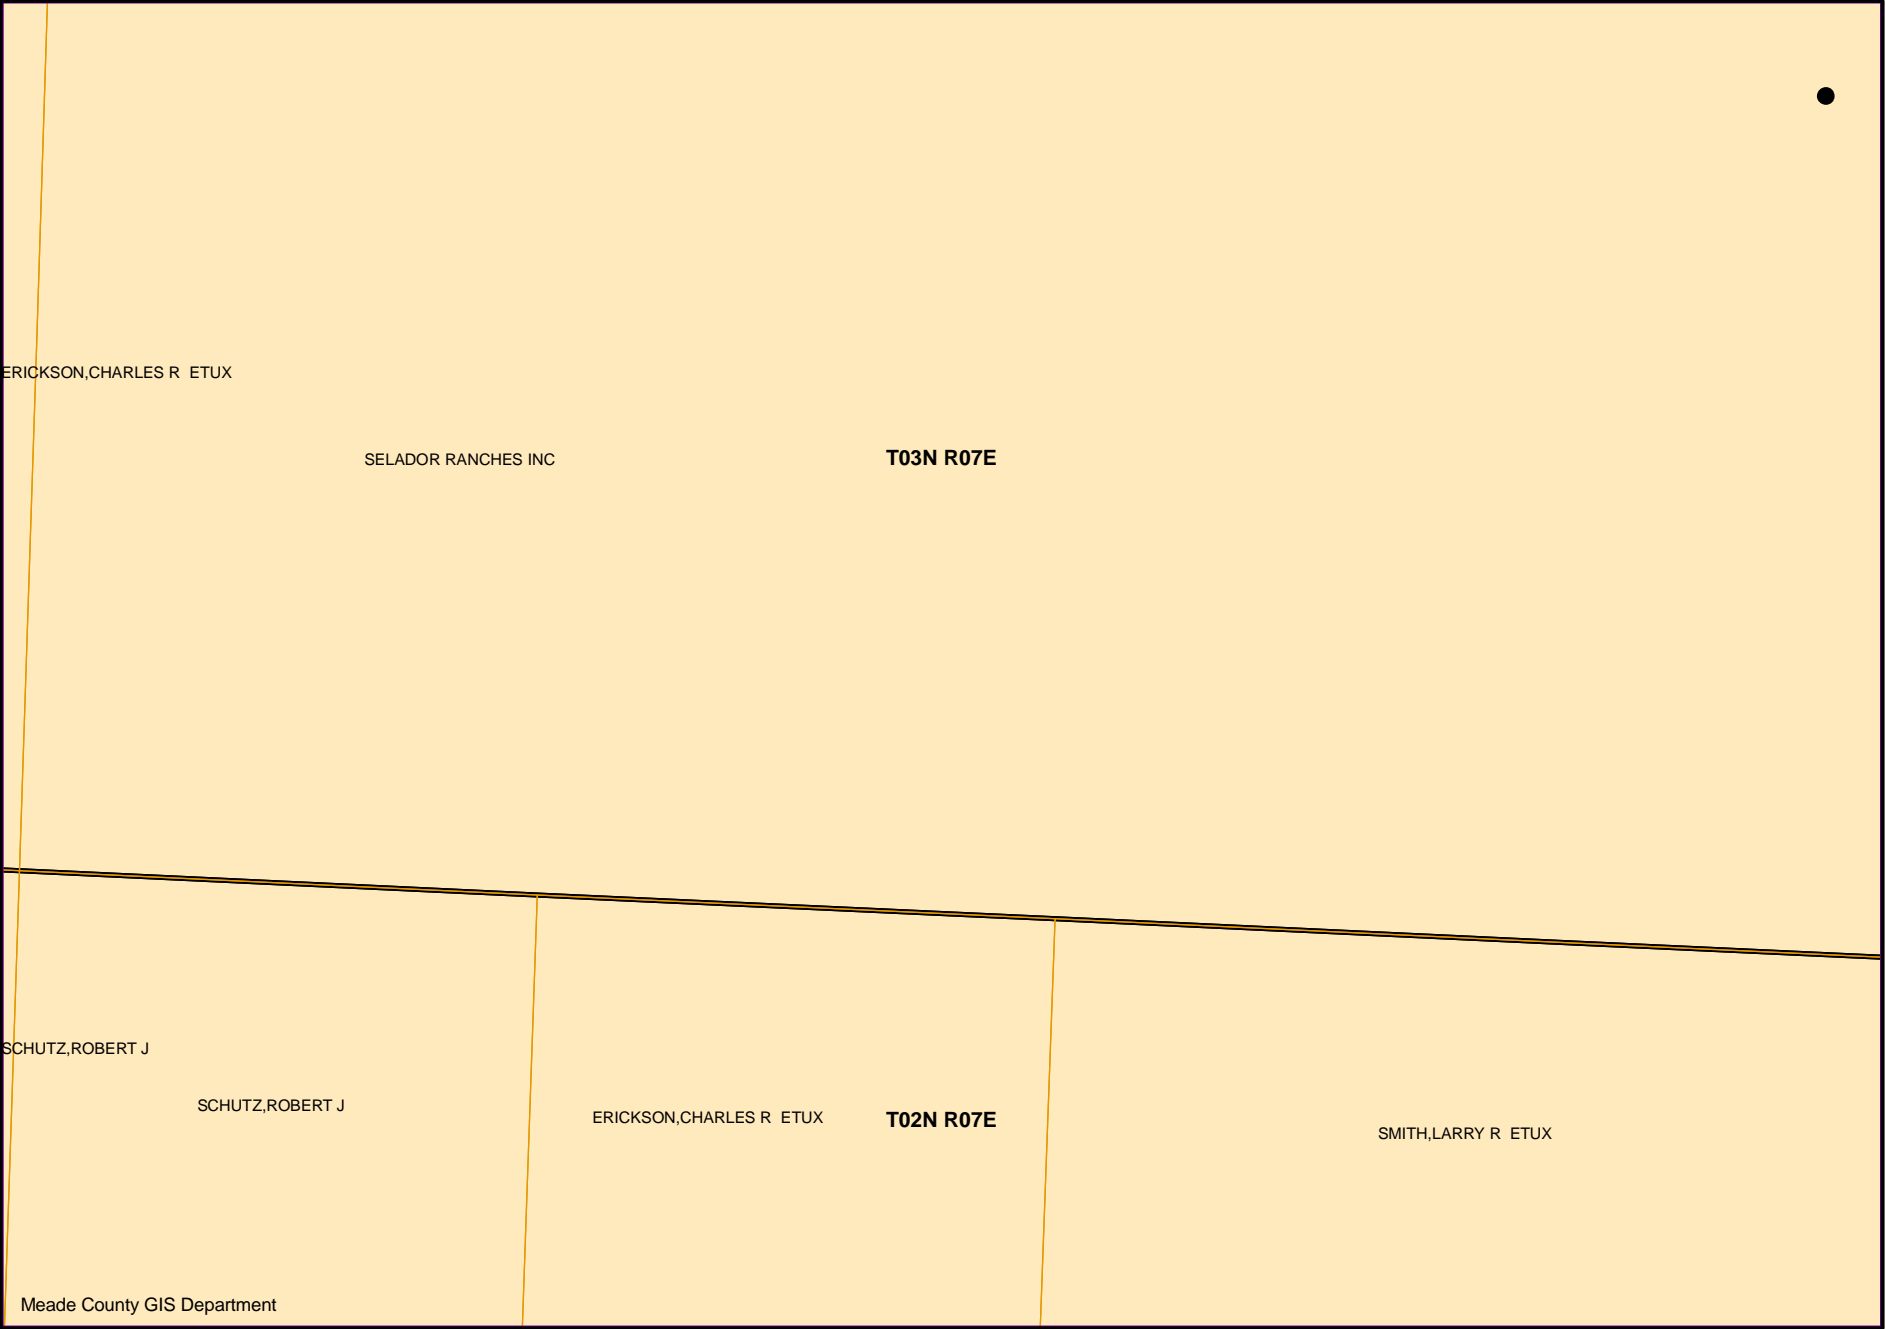 ERICKSON,CHARLES R  ETUX
SELADOR RANCHES INC
T03N R07E
SCHUTZ,ROBERT J
SCHUTZ,ROBERT J
ERICKSON,CHARLES R  ETUX
T02N R07E
SMITH,LARRY R  ETUX
Meade County GIS Department